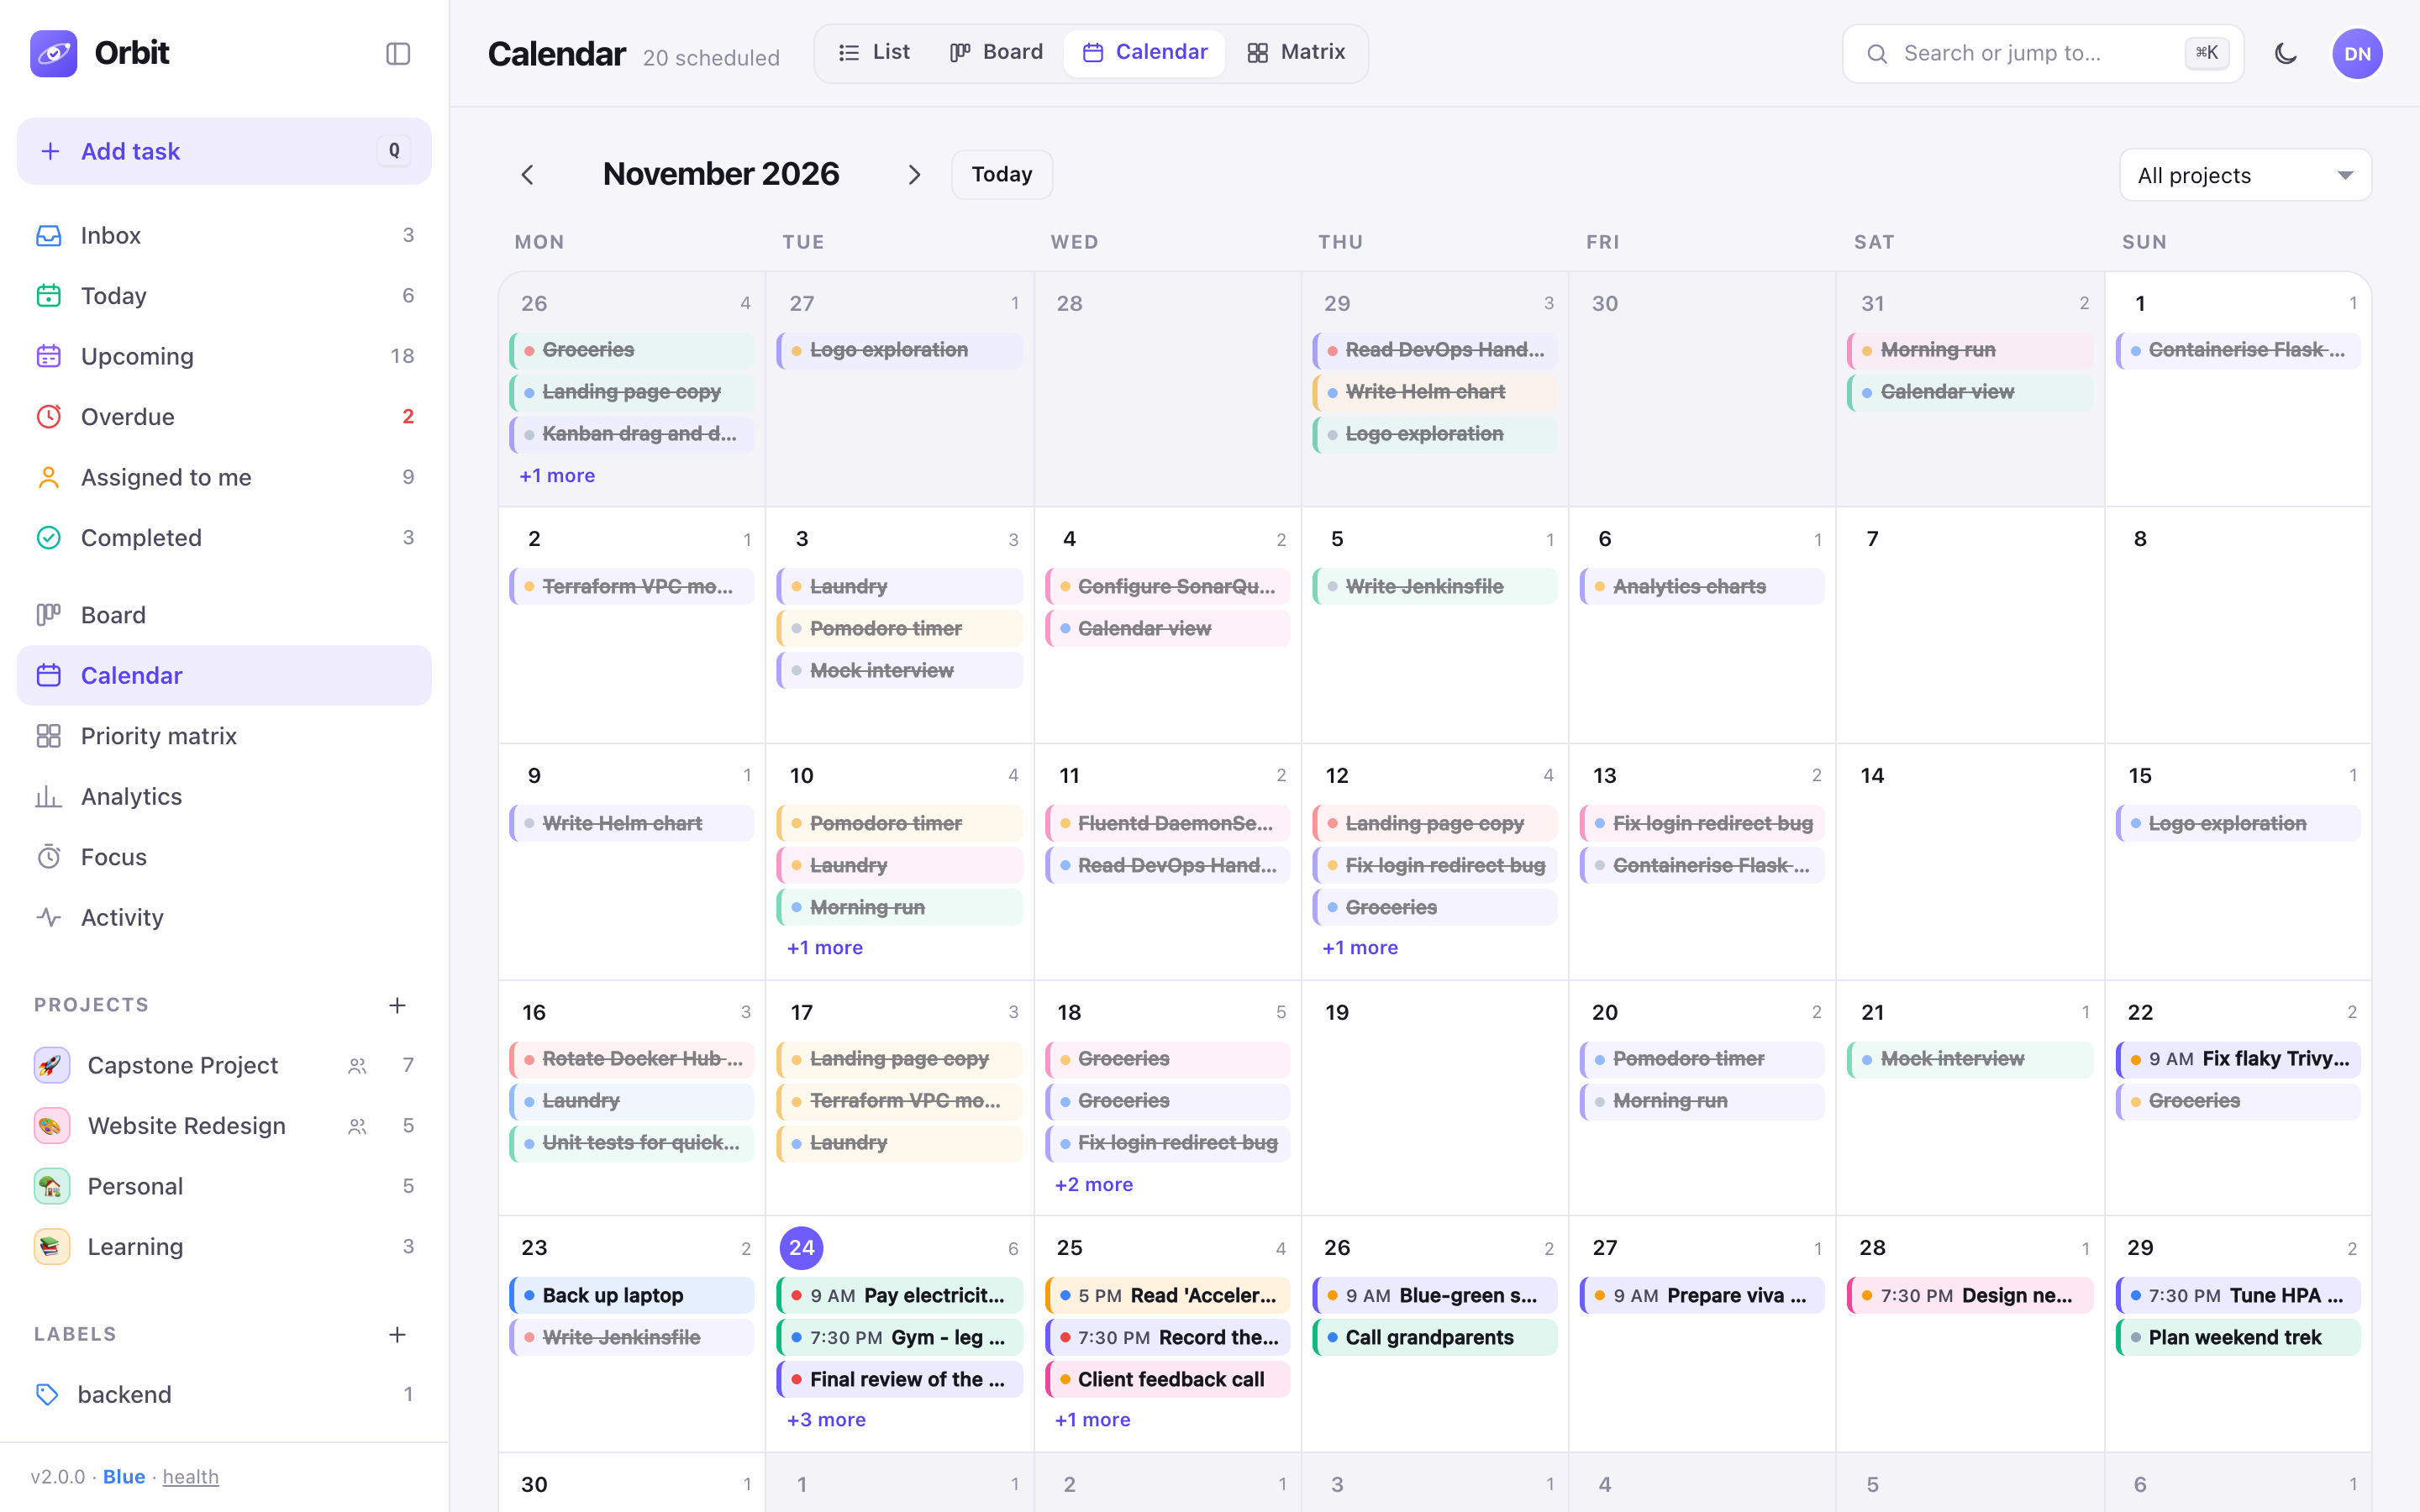 Orbit
Add task Q
Inbox 3
Today 6
Upcoming 18
Overdue 2
Assigned to me 9
Completed 3
Board
Calendar
Priority matrix
Analytics
Focus
Activity
PROJECTS
Capstone Project 7
Website Redesign 5
Personal 5
Learning 3
LABELS
backend 1
v2.0.0 · Blue · health
Calendar 20 scheduled List Board Calendar Matrix Search or jump to... ⌘K DN
November 2026 Today All projects
MON TUE WED THU FRI SAT SUN
26 4
Groceries
Landing page copy
Kanban drag and d...
+1 more
27 1
Logo exploration
28
29 3
Read DevOps Hand...
Write Helm chart
Logo exploration
30
31 2
Morning run
Calendar view
1 1
Containerise Flask ...
2 1
Terraform VPC mo...
3 3
Laundry
Pomodoro timer
Mock interview
4 2
Configure SonarQu...
Calendar view
5 1
Write Jenkinsfile
6 1
Analytics charts
7
8
9 1
Write Helm chart
10 4
Pomodoro timer
Laundry
Morning run
+1 more
11 2
Fluentd DaemonSe...
Read DevOps Hand...
12 4
Landing page copy
Fix login redirect bug
Groceries
+1 more
13 2
Fix login redirect bug
Containerise Flask ...
14
15 1
Logo exploration
16 3
Rotate Docker Hub ...
Laundry
Unit tests for quick...
17 3
Landing page copy
Terraform VPC mo...
Laundry
18 5
Groceries
Groceries
Fix login redirect bug
+2 more
19
20 2
Pomodoro timer
Morning run
21 1
Mock interview
22 2
9 AM Fix flaky Trivy...
Groceries
23 2
Back up laptop
Write Jenkinsfile
24 6
9 AM Pay electricit...
7:30 PM Gym - leg ...
Final review of the ...
+3 more
25 4
5 PM Read 'Acceler...
7:30 PM Record the...
Client feedback call
+1 more
26 2
9 AM Blue-green s...
Call grandparents
27 1
9 AM Prepare viva ...
28 1
7:30 PM Design ne...
29 2
7:30 PM Tune HPA ...
Plan weekend trek
30 1
1 1
2 1
3 1
4
5
6 1